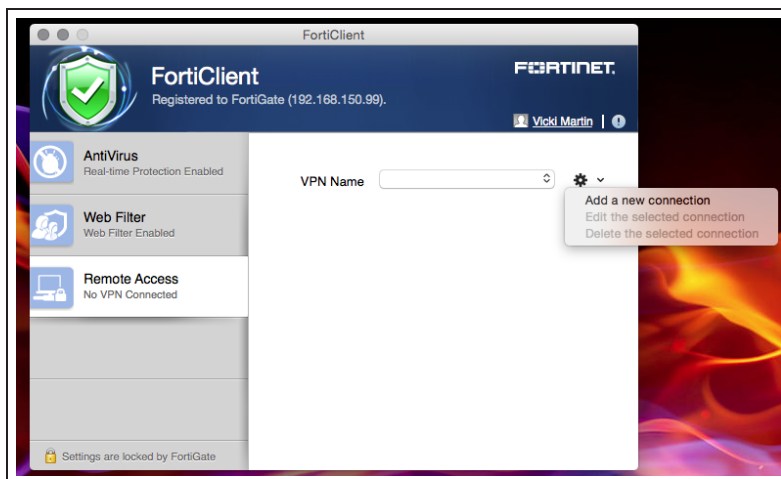 FortiClient
FortiClient
FORTINET.
Registered to FortiGate (192.168.150.99).
Vicki Martin
AntiVirus
Real-time Protection Enabled
VPN Name
Add a new connection
Edit the selected connection
Delete the selected connection
Web Filter
Web Filter Enabled
Remote Access
No VPN Connected
Settings are locked by FortiGate